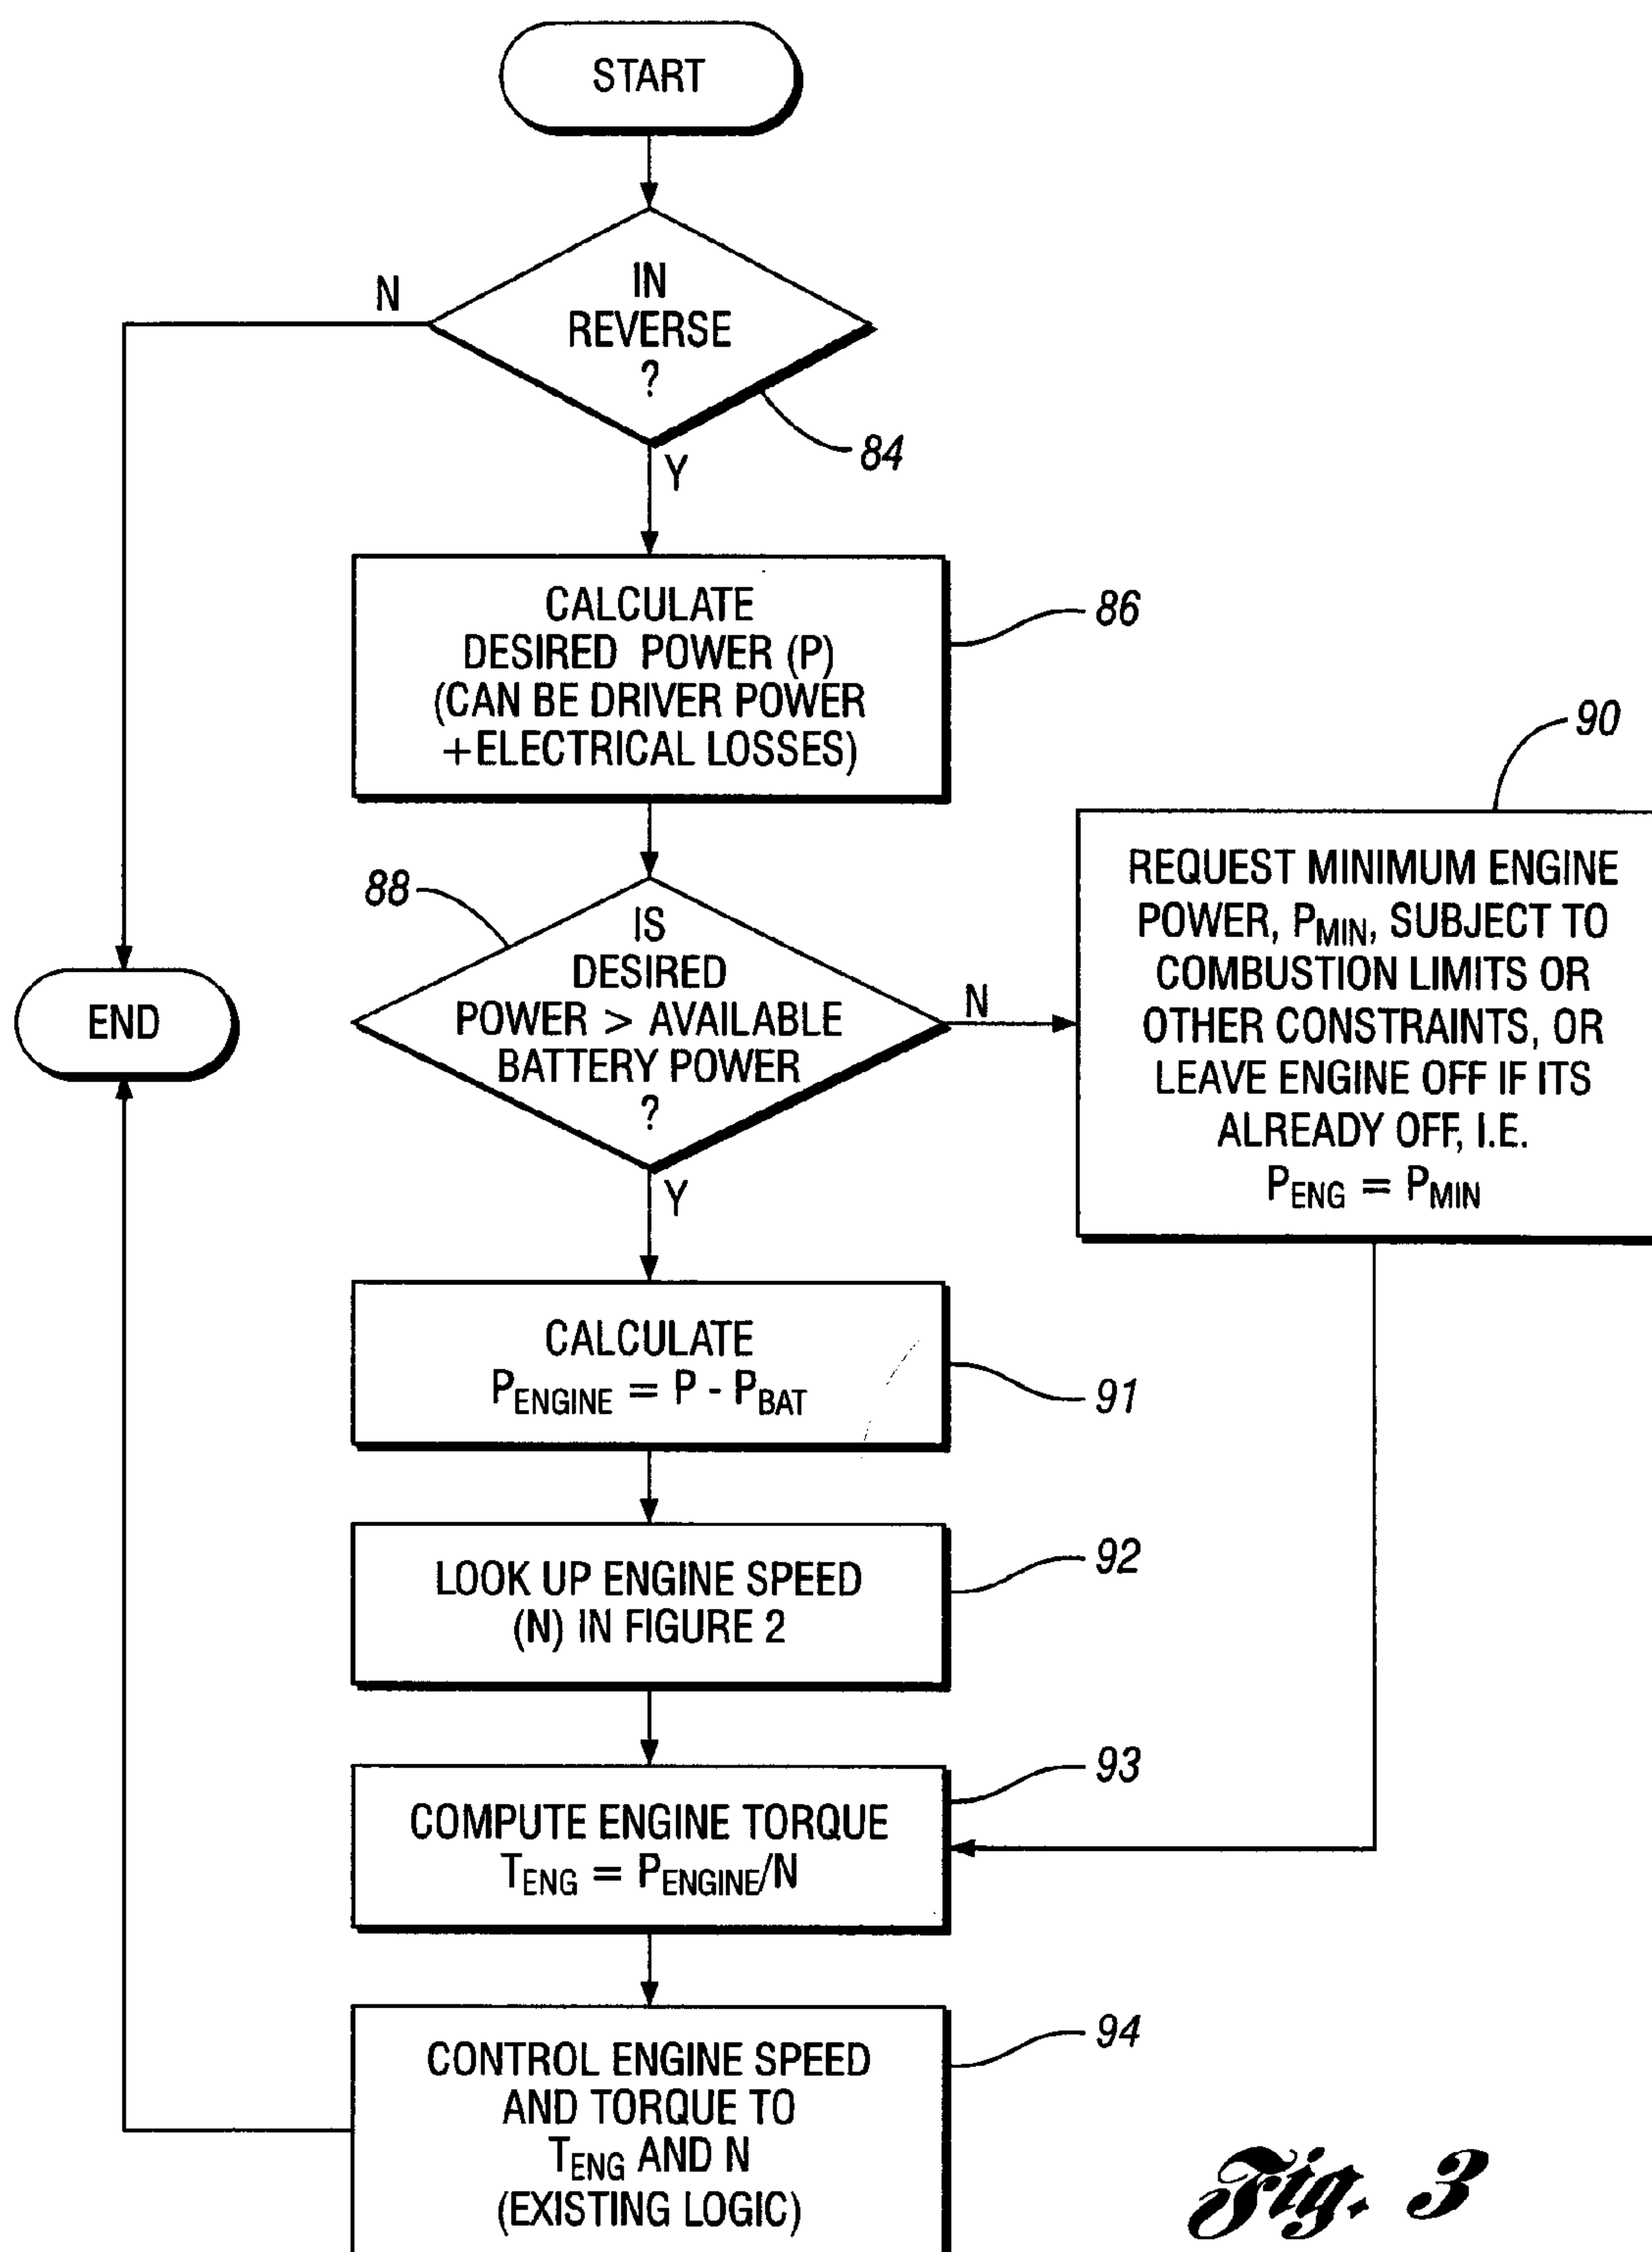 START
IN
REVERSE
?
N
84
Y
CALCULATE
DESIRED POWER (P)
(CAN BE DRIVER POWER
+ELECTRICAL LOSSES)
86
88
IS
DESIRED
POWER > AVAILABLE
BATTERY POWER
?
N
Y
90
REQUEST MINIMUM ENGINE
POWER, PMIN, SUBJECT TO
COMBUSTION LIMITS OR
OTHER CONSTRAINTS, OR
LEAVE ENGINE OFF IF ITS
ALREADY OFF, I.E.
PENG = PMIN
END
CALCULATE
PENGINE = P - PBAT
91
LOOK UP ENGINE SPEED
(N) IN FIGURE 2
92
COMPUTE ENGINE TORQUE
TENG = PENGINE/N
93
CONTROL ENGINE SPEED
AND TORQUE TO
TENG AND N
(EXISTING LOGIC)
94
Fig. 3